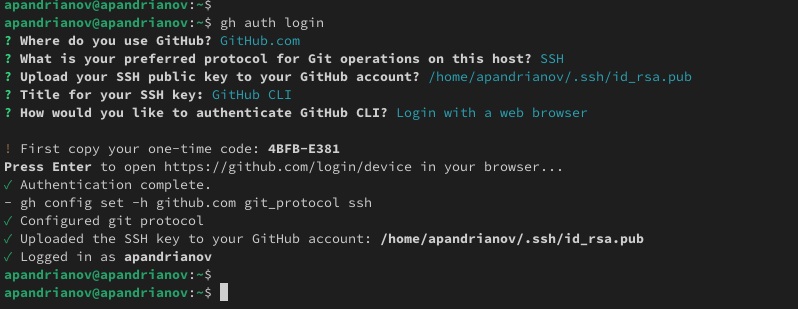 apandrianov@apandrianov:~$
apandrianov@apandrianov:~$ gh auth login
? Where do you use GitHub? GitHub.com
? What is your preferred protocol for Git operations on this host? SSH
? Upload your SSH public key to your GitHub account? /home/apandrianov/.ssh/id_rsa.pub
? Title for your SSH key: GitHub CLI
? How would you like to authenticate GitHub CLI? Login with a web browser
! First copy your one-time code: 4BFB-E381
Press Enter to open https://github.com/login/device in your browser...
✓ Authentication complete.
- gh config set -h github.com git_protocol ssh
✓ Configured git protocol
✓ Uploaded the SSH key to your GitHub account: /home/apandrianov/.ssh/id_rsa.pub
✓ Logged in as apandrianov
apandrianov@apandrianov:~$
apandrianov@apandrianov:~$